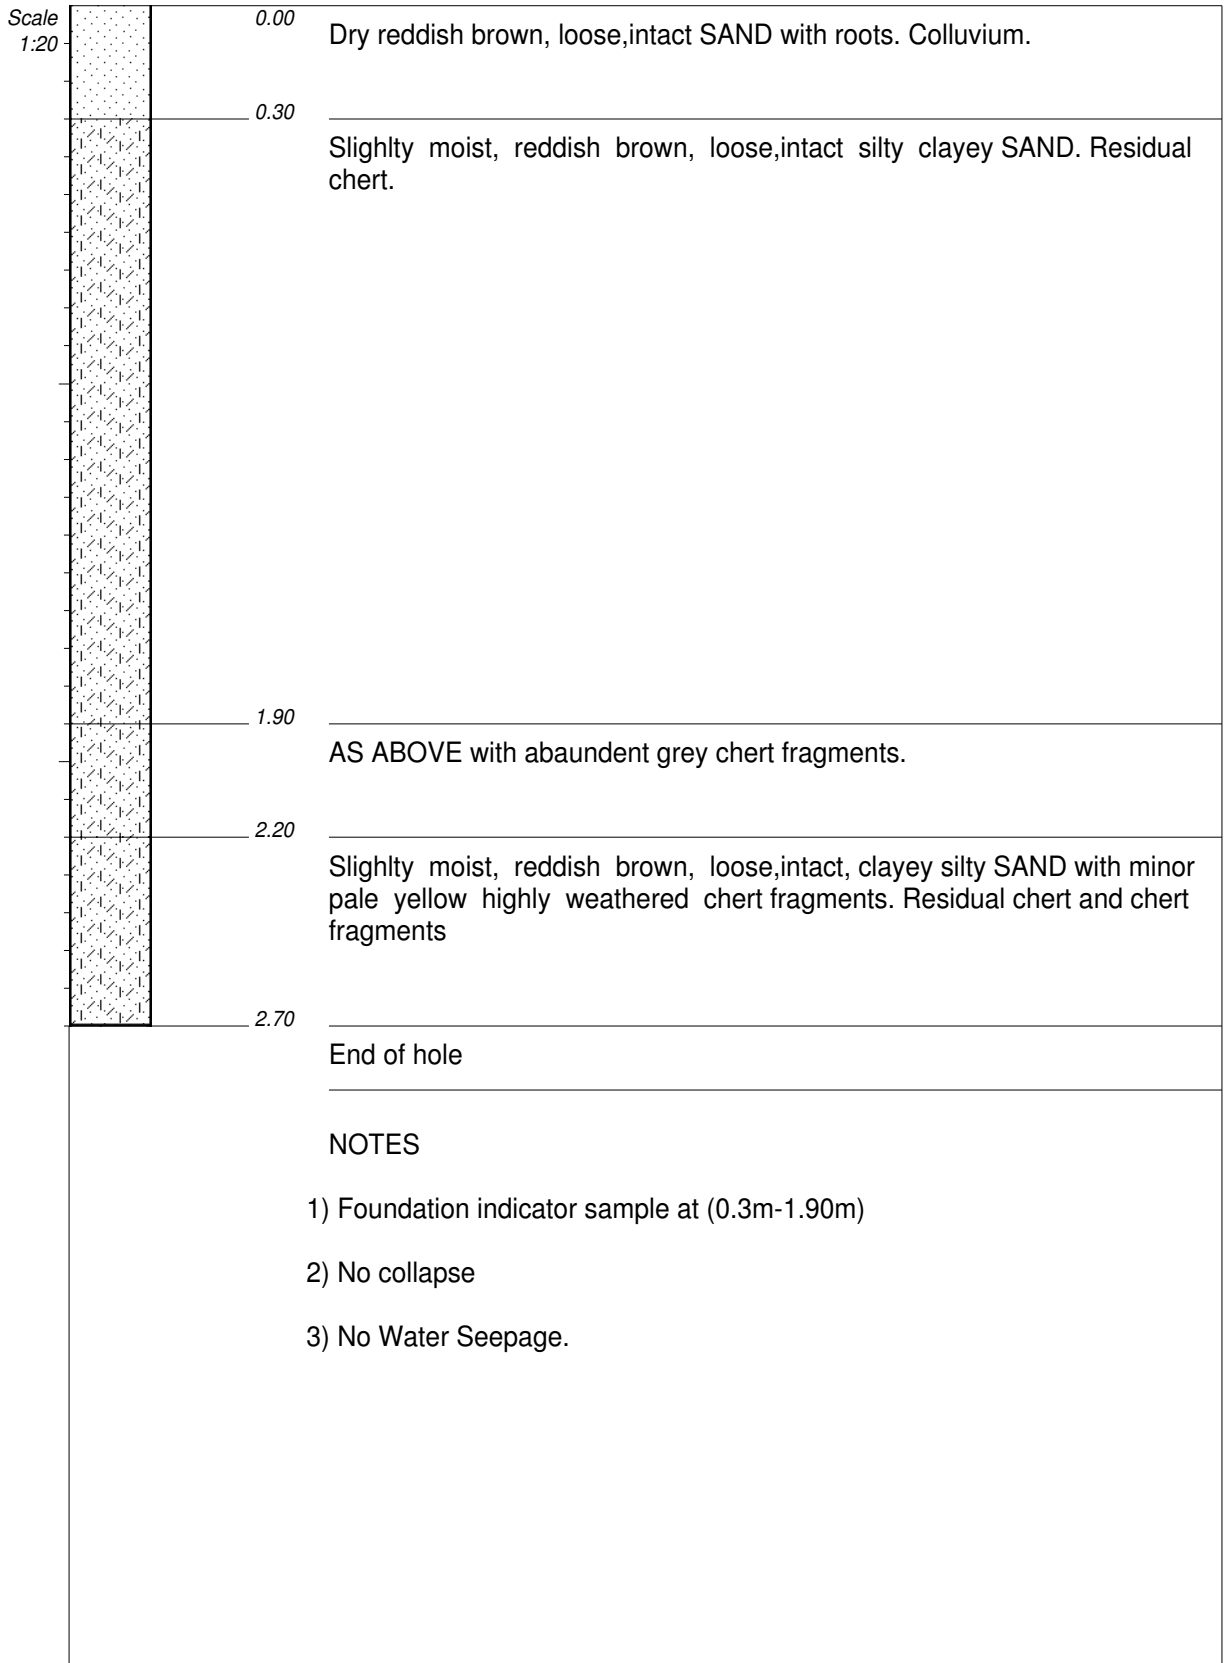 Scale
1:20
0.00
Dry reddish brown, loose,intact SAND with roots. Colluvium.
0.30
Slighlty moist, reddish brown, loose,intact silty clayey SAND. Residual
chert.
1.90
AS ABOVE with abaundent grey chert fragments.
2.20
Slighlty moist, reddish brown, loose,intact, clayey silty SAND with minor
pale yellow highly weathered chert fragments. Residual chert and chert
fragments
2.70
End of hole
NOTES
1) Foundation indicator sample at (0.3m-1.90m)
2) No collapse
3) No Water Seepage.